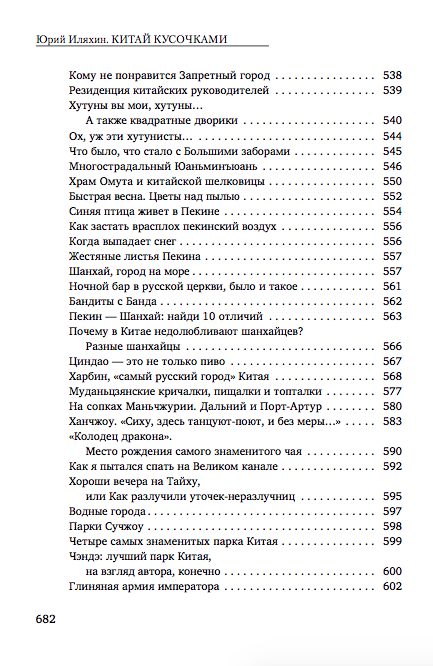 Юрий Иляхин. КИТАЙ КУСОЧКАМИ
Кому не понравится Запретный город . . . . . . . . . . . . . . . . . . 538
Резиденция китайских руководителей . . . . . . . . . . . . . . . . . 539
Хутуны вы мои, хутуны…
А также квадратные дворики . . . . . . . . . . . . . . . . . . . . . 540
Ох, уж эти хутунисты… . . . . . . . . . . . . . . . . . . . . . . . . . . . 544
Что было, что стало с Большими заборами . . . . . . . . . . . . . 545
Многострадальный Юаньминъюань . . . . . . . . . . . . . . . . . . 546
Храм Омута и китайской шелковицы . . . . . . . . . . . . . . . . . 550
Быстрая весна. Цветы над пылью . . . . . . . . . . . . . . . . . . . . 552
Синяя птица живет в Пекине . . . . . . . . . . . . . . . . . . . . . . . 554
Как застать врасплох пекинский воздух . . . . . . . . . . . . . . . 556
Когда выпадает снег . . . . . . . . . . . . . . . . . . . . . . . . . . . . . 556
Жестяные листья Пекина . . . . . . . . . . . . . . . . . . . . . . . . . . 557
Шанхай, город на море . . . . . . . . . . . . . . . . . . . . . . . . . . . 557
Ночной бар в русской церкви, было и такое . . . . . . . . . . . . 561
Бандиты с Банда . . . . . . . . . . . . . . . . . . . . . . . . . . . . . . . . 562
Пекин — Шанхай: найди 10 отличий . . . . . . . . . . . . . . . . . . 563
Почему в Китае недолюбливают шанхайцев?
Разные шанхайцы . . . . . . . . . . . . . . . . . . . . . . . . . . . . . 566
Циндао — это не только пиво . . . . . . . . . . . . . . . . . . . . . . . 567
Харбин, «самый русский город» Китая . . . . . . . . . . . . . . . . 568
Муданьцзянские кричалки, пищалки и топталки . . . . . . . . 577
На сопках Маньчжурии. Дальний и Порт-Артур . . . . . . . . . 580
Ханчжоу. «Сиху, здесь танцуют-поют, и без меры…» . . . . . 583
«Колодец дракона».
Место рождения самого знаменитого чая . . . . . . . . . . . . 590
Как я пытался спать на Великом канале . . . . . . . . . . . . . . . 592
Хороши вечера на Тайху,
или Как разлучили уточек-неразлучниц . . . . . . . . . . . . . 595
Водные города . . . . . . . . . . . . . . . . . . . . . . . . . . . . . . . . . 597
Парки Сучжоу . . . . . . . . . . . . . . . . . . . . . . . . . . . . . . . . . . 598
Четыре самых знаменитых парка Китая . . . . . . . . . . . . . . . 599
Чэндэ: лучший парк Китая,
на взгляд автора, конечно . . . . . . . . . . . . . . . . . . . . . . . 600
Глиняная армия императора . . . . . . . . . . . . . . . . . . . . . . . 602
682